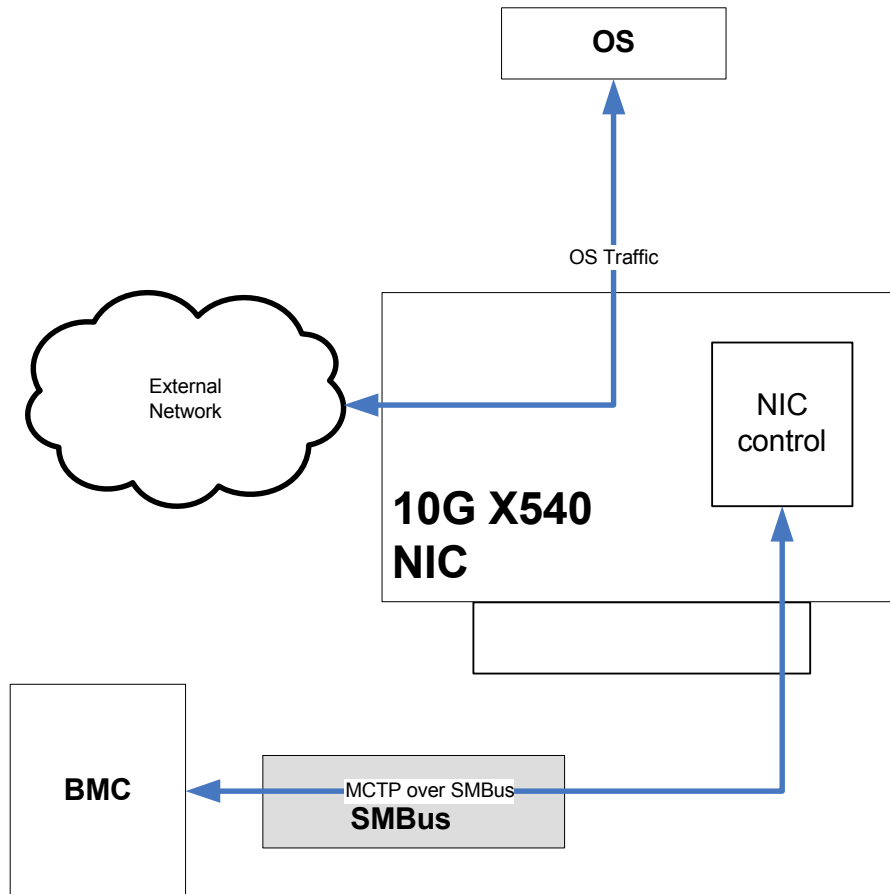 OS
OS Traffic
External
Network
NIC
control
10G X540
NIC
BMC
MCTP over SMBus
SMBus